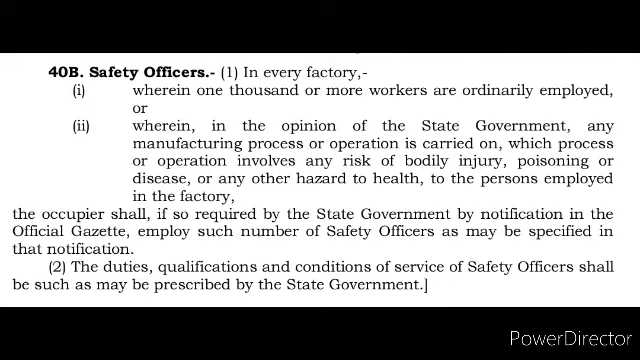 40B. Safety Officers.- (1) In every factory,-
(i) wherein one thousand or more workers are ordinarily employed,
or
(ii) wherein, in the opinion of the State Government, any
manufacturing process or operation is carried on, which process
or operation involves any risk of bodily injury, poisoning or
disease, or any other hazard to health, to the persons employed
in the factory,
the occupier shall, if so required by the State Government by notification in the
Official Gazette, employ such number of Safety Officers as may be specified in
that notification.
(2) The duties, qualifications and conditions of service of Safety Officers shall
be such as may be prescribed by the State Government.]
PowerDirector